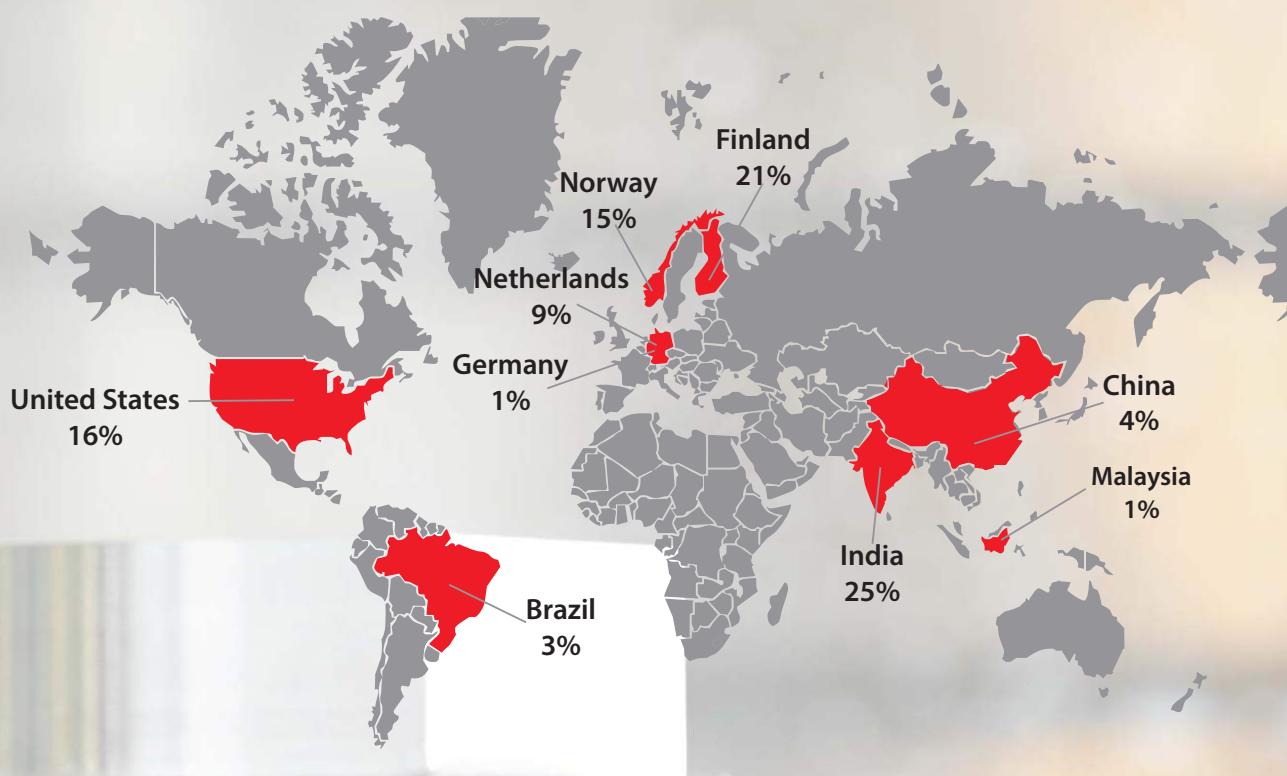 Finland
21%
Norway
15%
Netherlands
9%
Germany
1%
United States
16%
China
4%
Malaysia
1%
India
25%
Brazil
3%